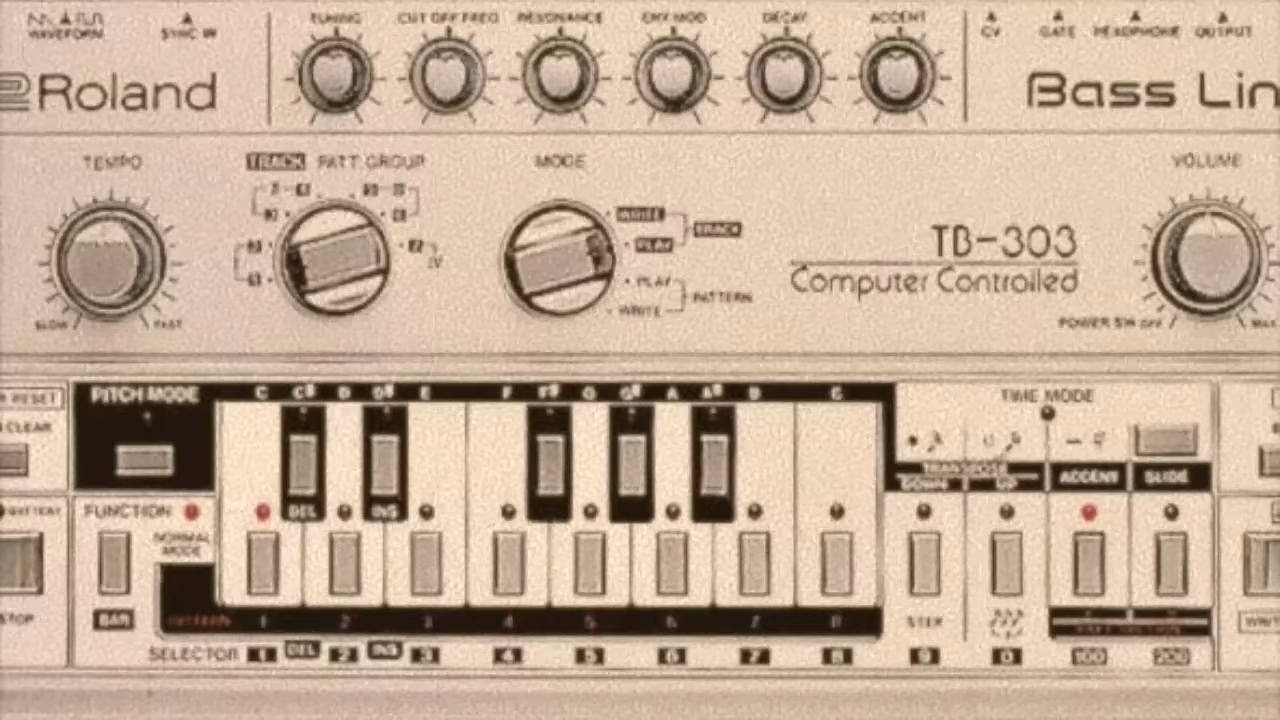 WAVEFORM SYNC IN TUNING CUT OFF FREQ RESONANCE ENV MOD DECAY ACCENT CV GATE HEADPHONE OUTPUT
Roland Bass Lin
TEMPO TRACK PATT.GROUP MODE VOLUME
WRITE
TRACK
PLAY
TB-303
Computer Controlled
PLAY
PATTERN
WRITE
SLOW FAST POWER SW OFF
RESET PITCH MODE C C# D D# E F F# G G# A A# B C TIME MODE
CLEAR
TRANSPOSE
DOWN UP ACCENT SLIDE
BATTERY FUNCTION DEL INS
NORMAL
MODE
STOP BAR 1 2 3 4 5 6 7 8 STEP
SELECTOR 1 DEL 2 INS 3 4 5 6 7 8 9 0 100 200